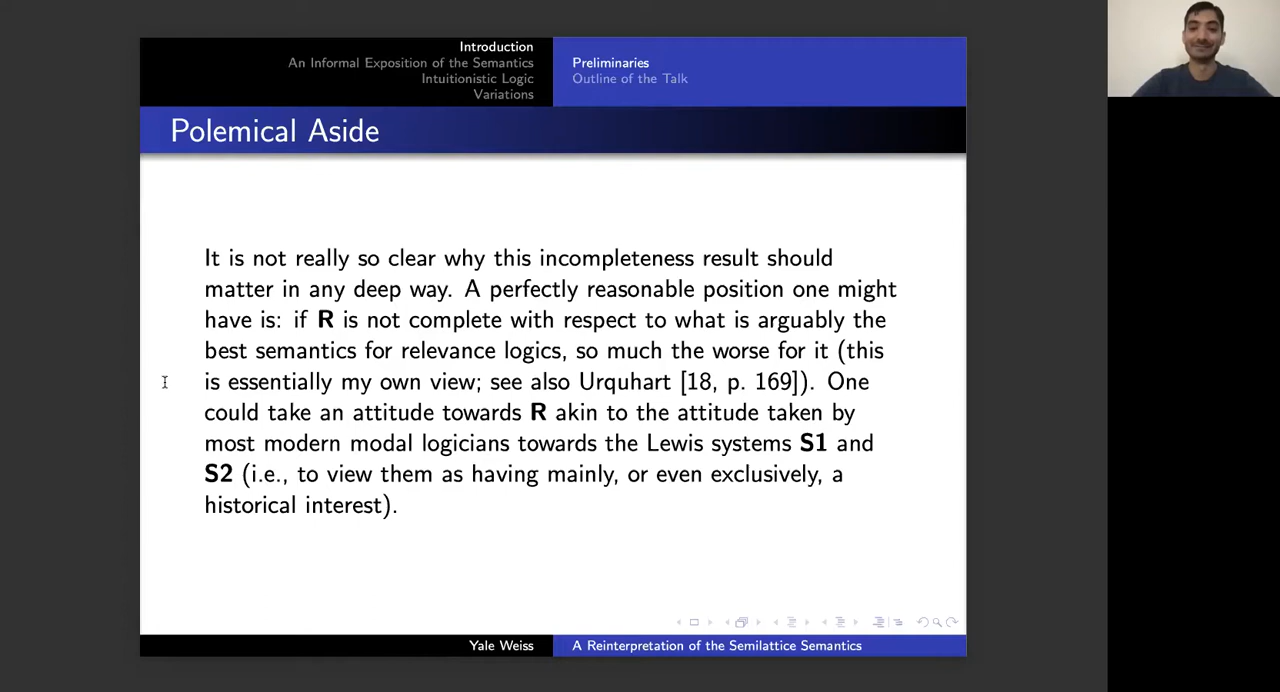 Introduction
An Informal Exposition of the Semantics
Intuitionistic Logic
Variations
Preliminaries
Outline of the Talk
Polemical Aside
It is not really so clear why this incompleteness result should
matter in any deep way. A perfectly reasonable position one might
have is: if R is not complete with respect to what is arguably the
best semantics for relevance logics, so much the worse for it (this
is essentially my own view; see also Urquhart [18, p. 169]). One
could take an attitude towards R akin to the attitude taken by
most modern modal logicians towards the Lewis systems S1 and
S2 (i.e., to view them as having mainly, or even exclusively, a
historical interest).
Yale Weiss
A Reinterpretation of the Semilattice Semantics